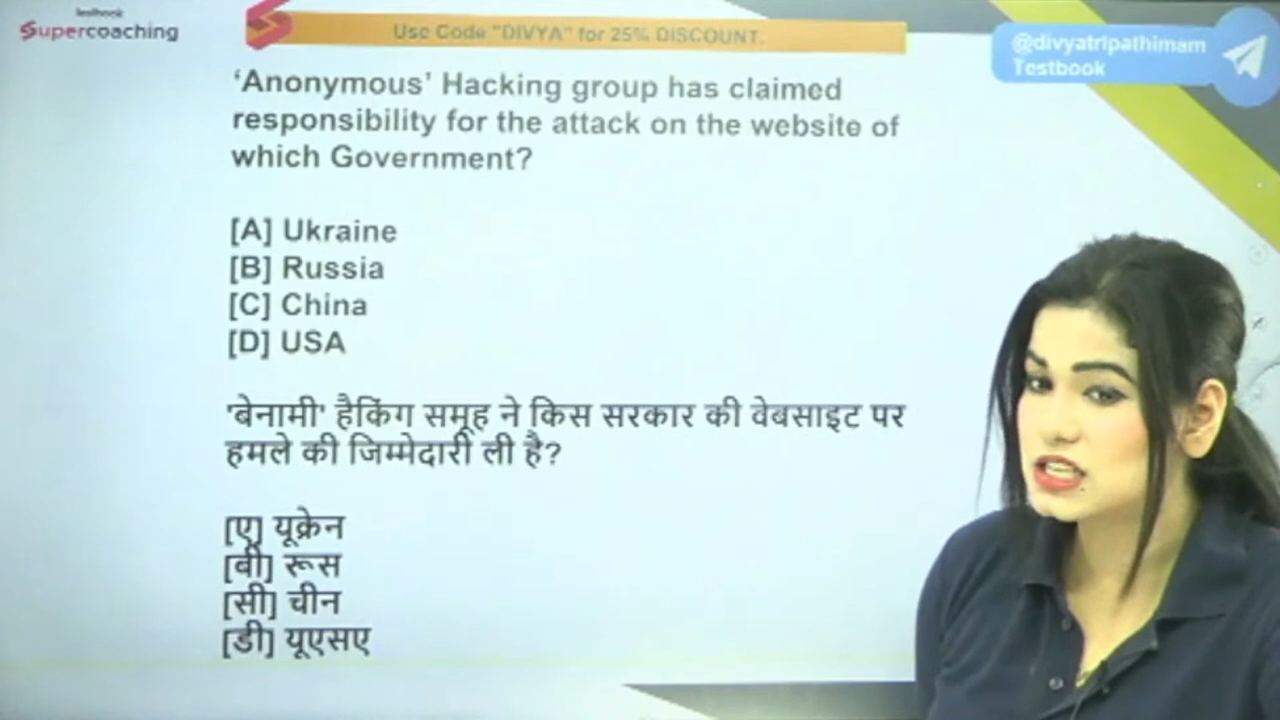 testbook
Supercoaching
Use Code "DIVYA" for 25% DISCOUNT.
@divyatripathimam
Testbook
‘Anonymous’ Hacking group has claimed
responsibility for the attack on the website of
which Government?
[A] Ukraine
[B] Russia
[C] China
[D] USA
'बेनामी' हैकिंग समूह ने किस सरकार की वेबसाइट पर
हमले की जिम्मेदारी ली है?
[ए] यूक्रेन
[बी] रूस
[सी] चीन
[डी] यूएसए